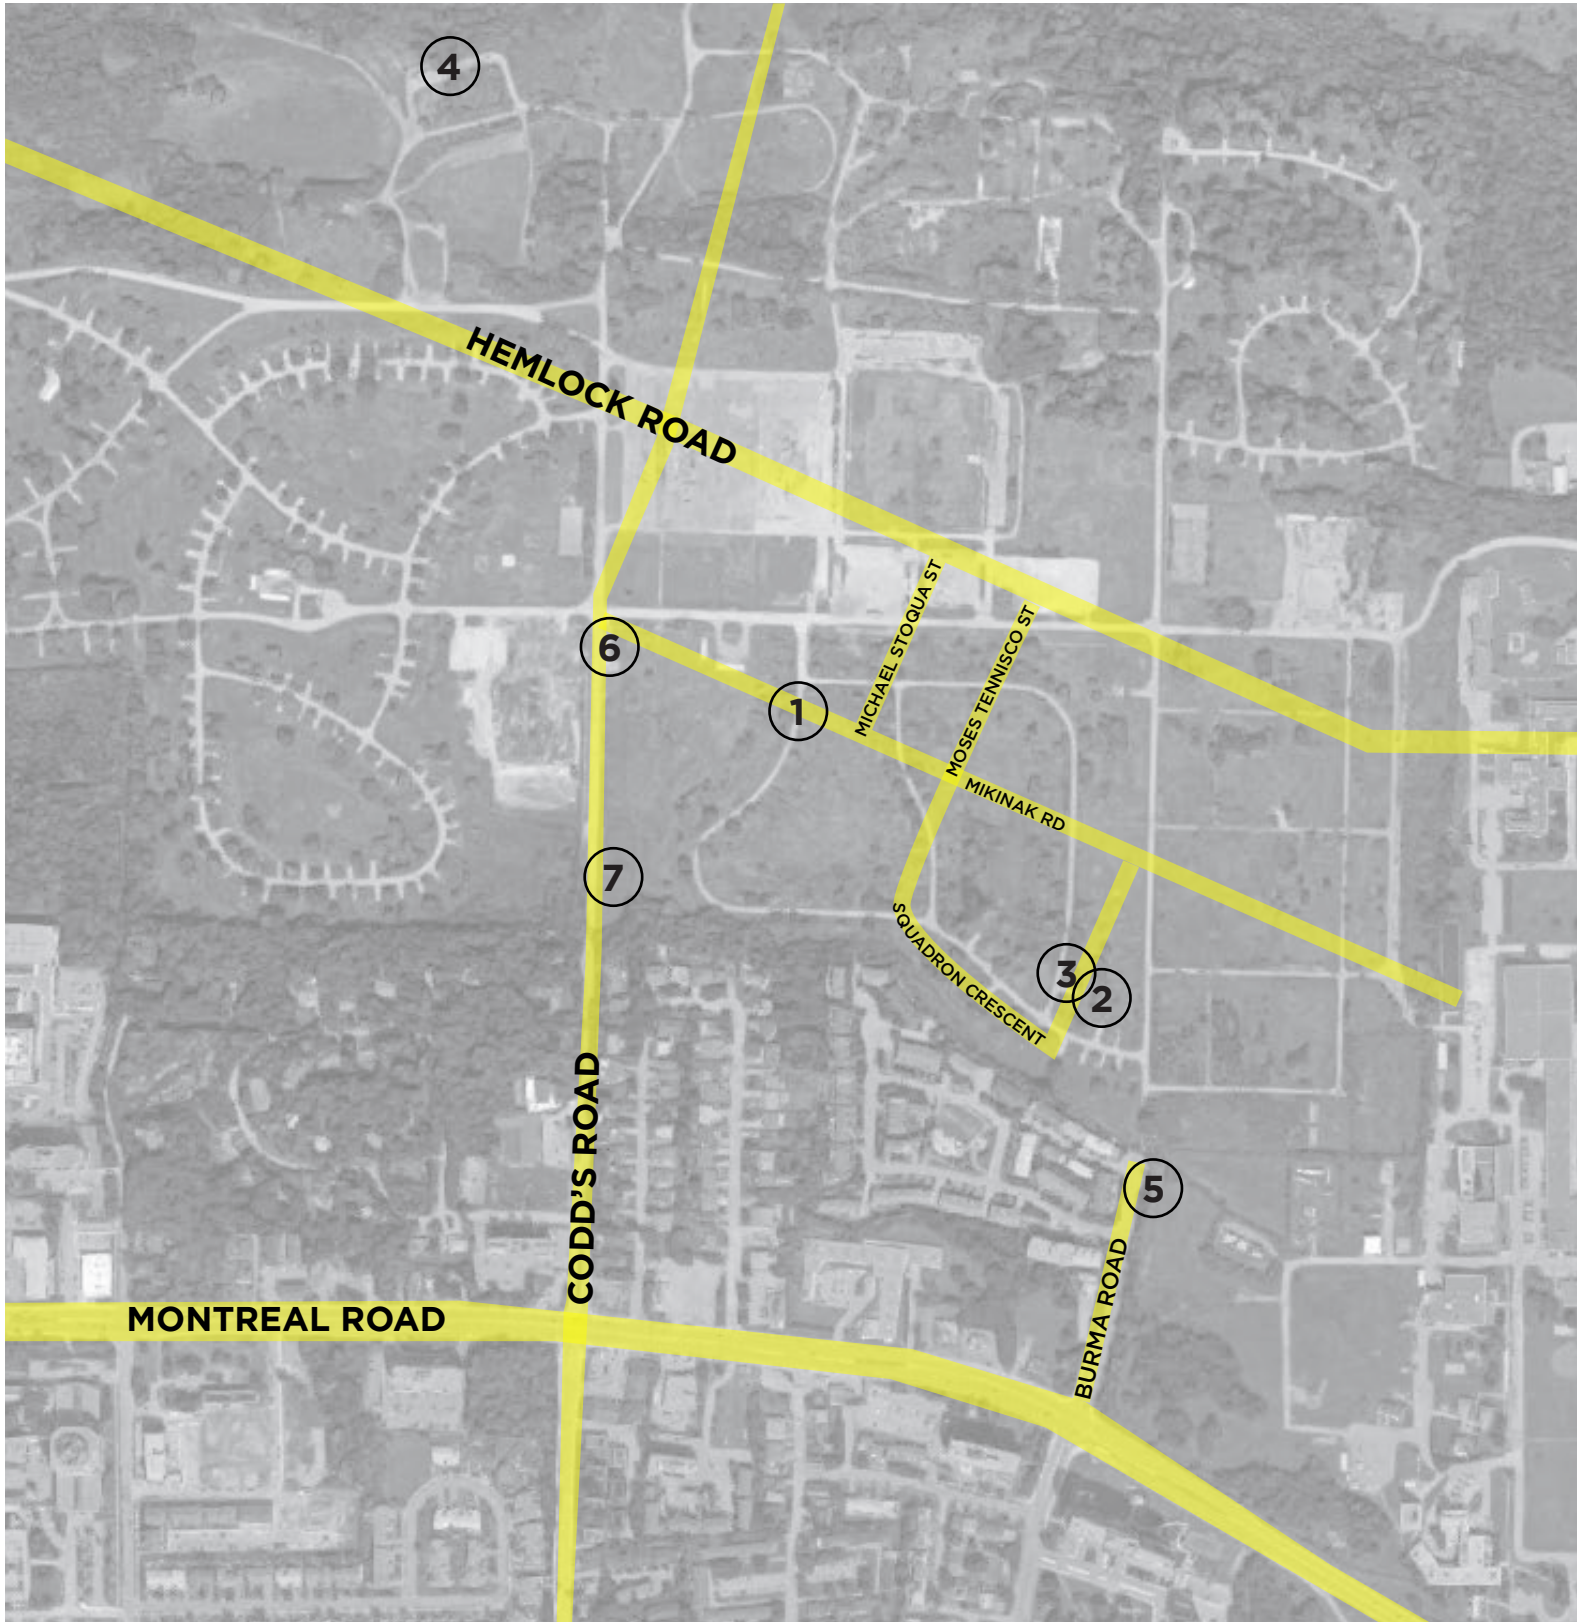 4
HEMLOCK ROAD
MICHAEL STOQUA ST
MOSES TENNISCO ST
6
1
MIKINAK RD
7
SQUADRON CRESCENT
3
2
CODD'S ROAD
5
BURMA ROAD
MONTREAL ROAD